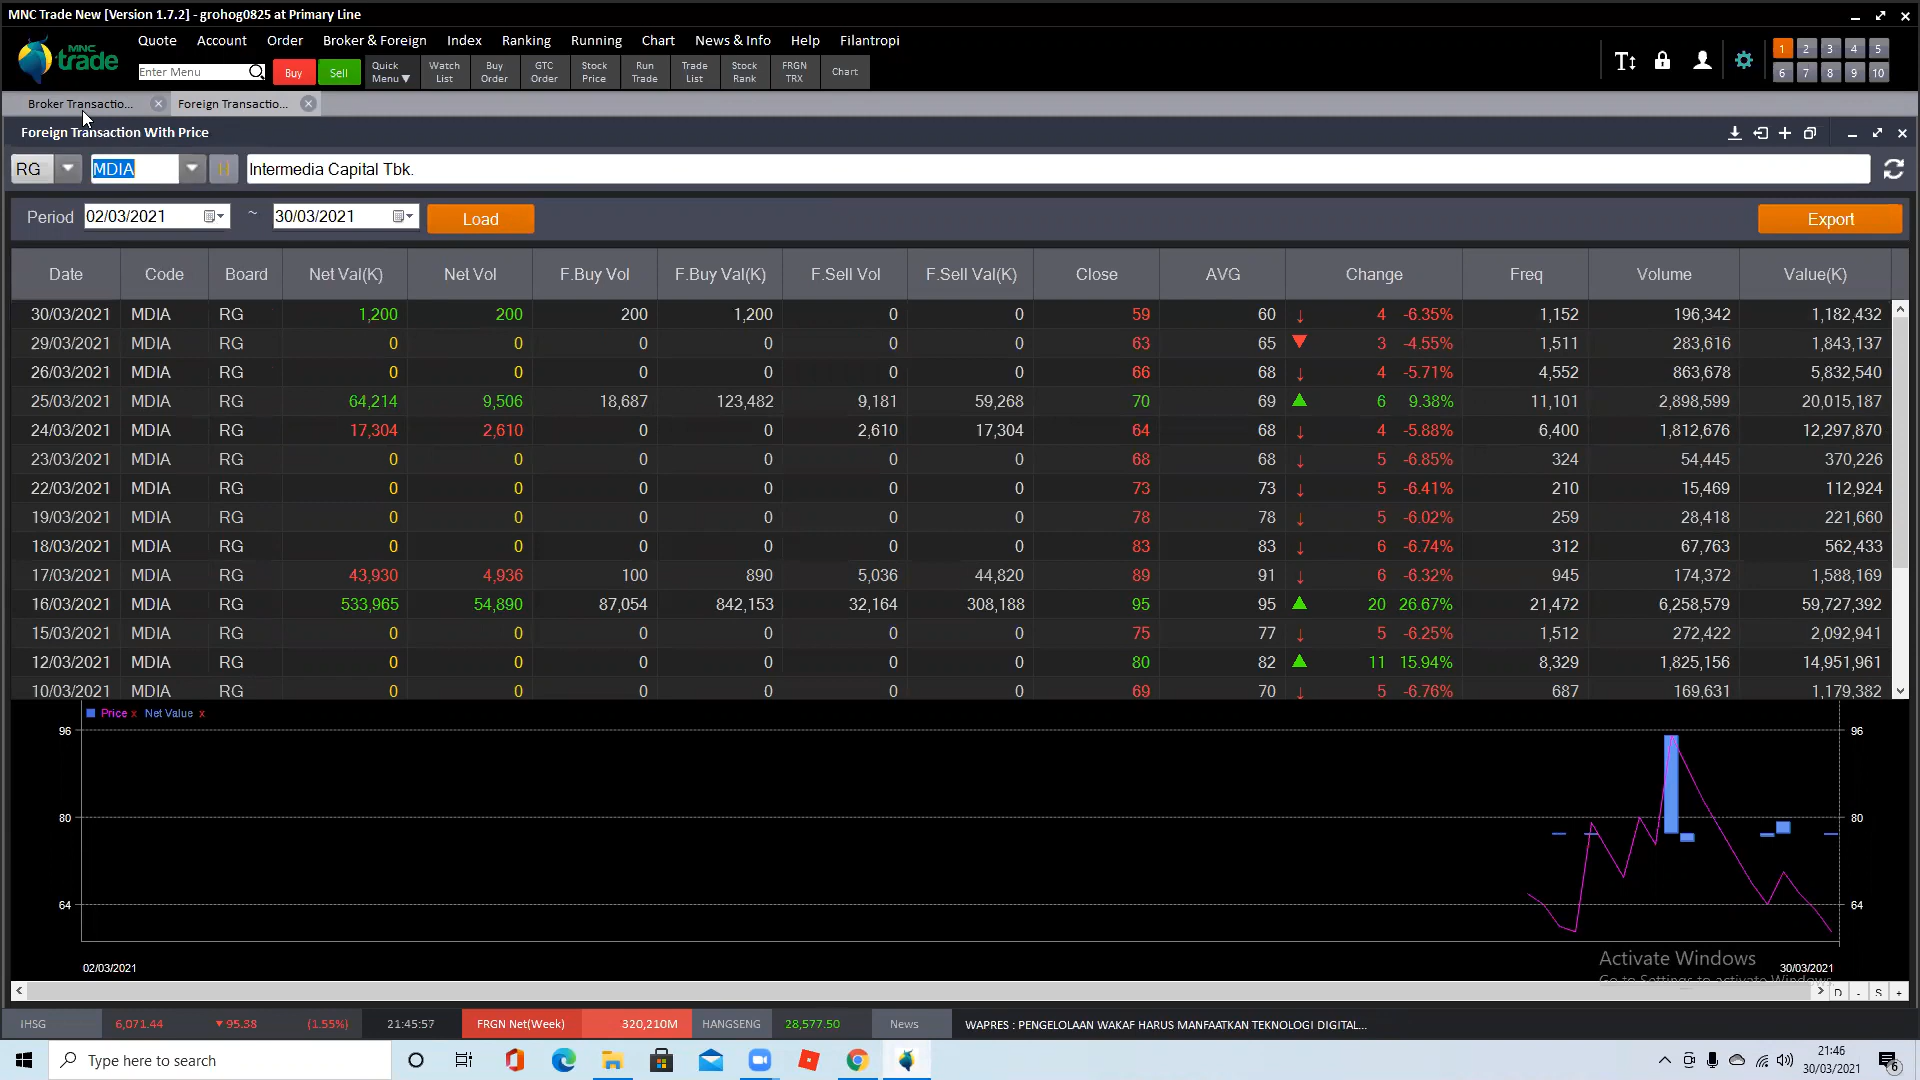 MNC Trade New [Version 1.7.2] - grohog0825 at Primary Line
MNC trade
Quote Account Order Broker & Foreign Index Ranking Running Chart News & Info Help Filantropi
Enter Menu Buy Sell Quick Menu ▼ Watch List Buy Order GTC Order Stock Price Run Trade Trade List Stock Rank FRGN TRX Chart
1 2 3 4 5
6 7 8 9 10
Broker Transactio... Foreign Transactio...
Foreign Transaction With Price
RG MDIA Intermedia Capital Tbk.
Period 02/03/2021 ~ 30/03/2021 Load Export
Date Code Board Net Val(K) Net Vol F.Buy Vol F.Buy Val(K) F.Sell Vol F.Sell Val(K) Close AVG Change Freq Volume Value(K)
30/03/2021 MDIA RG 1,200 200 200 1,200 0 0 59 60 ↓ 4 -6.35% 1,152 196,342 1,182,432
29/03/2021 MDIA RG 0 0 0 0 0 0 63 65 ▼ 3 -4.55% 1,511 283,616 1,843,137
26/03/2021 MDIA RG 0 0 0 0 0 0 66 68 ↓ 4 -5.71% 4,552 863,678 5,832,540
25/03/2021 MDIA RG 64,214 9,506 18,687 123,482 9,181 59,268 70 69 ▲ 6 9.38% 11,101 2,898,599 20,015,187
24/03/2021 MDIA RG 17,304 2,610 0 0 2,610 17,304 64 68 ↓ 4 -5.88% 6,400 1,812,676 12,297,870
23/03/2021 MDIA RG 0 0 0 0 0 0 68 68 ↓ 5 -6.85% 324 54,445 370,226
22/03/2021 MDIA RG 0 0 0 0 0 0 73 73 ↓ 5 -6.41% 210 15,469 112,924
19/03/2021 MDIA RG 0 0 0 0 0 0 78 78 ↓ 5 -6.02% 259 28,418 221,660
18/03/2021 MDIA RG 0 0 0 0 0 0 83 83 ↓ 6 -6.74% 312 67,763 562,433
17/03/2021 MDIA RG 43,930 4,936 100 890 5,036 44,820 89 91 ↓ 6 -6.32% 945 174,372 1,588,169
16/03/2021 MDIA RG 533,965 54,890 87,054 842,153 32,164 308,188 95 95 ▲ 20 26.67% 21,472 6,258,579 59,727,392
15/03/2021 MDIA RG 0 0 0 0 0 0 75 77 ↓ 5 -6.25% 1,512 272,422 2,092,941
12/03/2021 MDIA RG 0 0 0 0 0 0 80 82 ▲ 11 15.94% 8,329 1,825,156 14,951,961
10/03/2021 MDIA RG 0 0 0 0 0 0 69 70 ↓ 5 -6.76% 687 169,631 1,179,382
Price x Net Value x
96 96
80 80
64 64
Activate Windows
02/03/2021 30/03/2021
Go to Settings to activate Windows.
D - S +
IHSG 6,071.44 ▼ 95.38 (1.55%) 21:45:57 FRGN Net(Week) 320,210M HANGSENG 28,577.50 News WAPRES : PENGELOLAAN WAKAF HARUS MANFAATKAN TEKNOLOGI DIGITAL...
Type here to search
21:46
30/03/2021
6